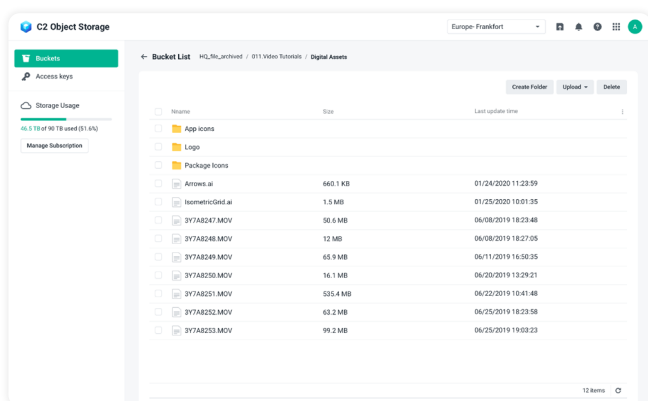 C2 Object Storage
Europe- Frankfort
A
Buckets
Access keys
Storage Usage
46.5 TB of 90 TB used (51.6%)
Manage Subscription
← Bucket List HQ_file_archived / 011.Video Tutorials / Digital Assets
Create Folder Upload Delete
Neame Size Last update time
App icons
Logo
Package Icons
Arrows.ai 660.1 KB 01/24/2020 11:23:59
IsometricGrid.ai 1.5 MB 01/25/2020 10:01:35
3Y7A8247.MOV 50.6 MB 06/08/2019 18:23:48
3Y7A8248.MOV 12 MB 06/08/2019 18:27:05
3Y7A8249.MOV 65.9 MB 06/11/2019 16:50:35
3Y7A8250.MOV 16.1 MB 06/20/2019 13:29:21
3Y7A8251.MOV 535.4 MB 06/22/2019 10:41:48
3Y7A8252.MOV 63.2 MB 06/25/2019 18:23:58
3Y7A8253.MOV 99.2 MB 06/25/2019 19:03:23
12 items